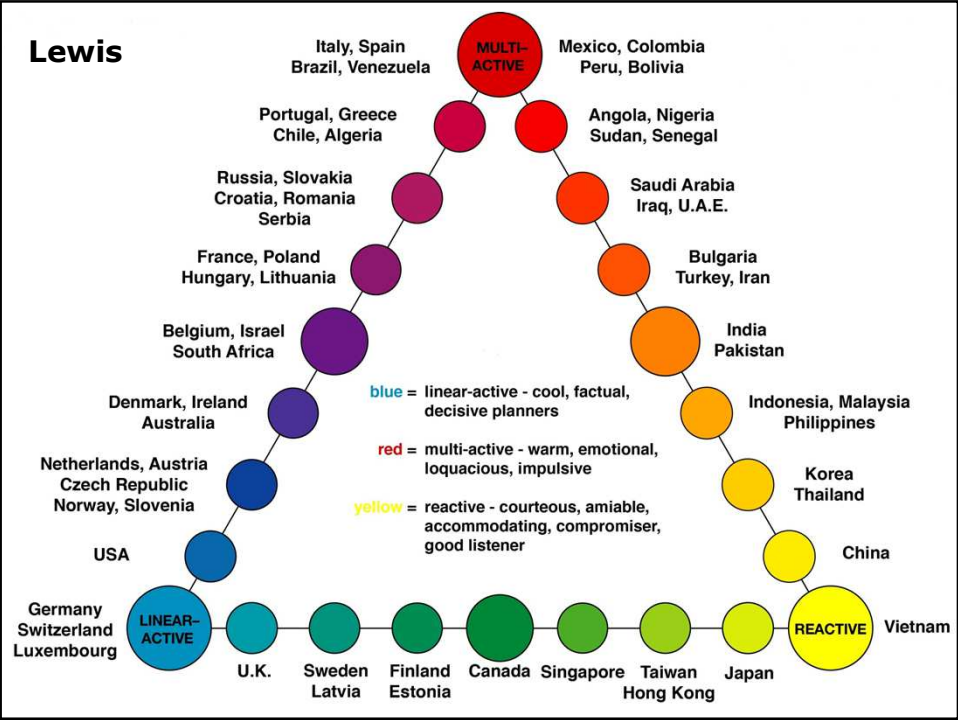 Lewis
MULTI–
ACTIVE
Italy, Spain
Brazil, Venezuela
Mexico, Colombia
Peru, Bolivia
Portugal, Greece
Chile, Algeria
Angola, Nigeria
Sudan, Senegal
Russia, Slovakia
Croatia, Romania
Serbia
Saudi Arabia
Iraq, U.A.E.
France, Poland
Hungary, Lithuania
Bulgaria
Turkey, Iran
Belgium, Israel
South Africa
India
Pakistan
Denmark, Ireland
Australia
Indonesia, Malaysia
Philippines
Netherlands, Austria
Czech Republic
Norway, Slovenia
Korea
Thailand
USA
China
blue = linear-active - cool, factual,
decisive planners
red = multi-active - warm, emotional,
loquacious, impulsive
yellow = reactive - courteous, amiable,
accommodating, compromiser,
good listener
Germany
Switzerland
Luxembourg
LINEAR–
ACTIVE
REACTIVE
Vietnam
U.K.
Sweden
Latvia
Finland
Estonia
Canada
Singapore
Taiwan
Hong Kong
Japan